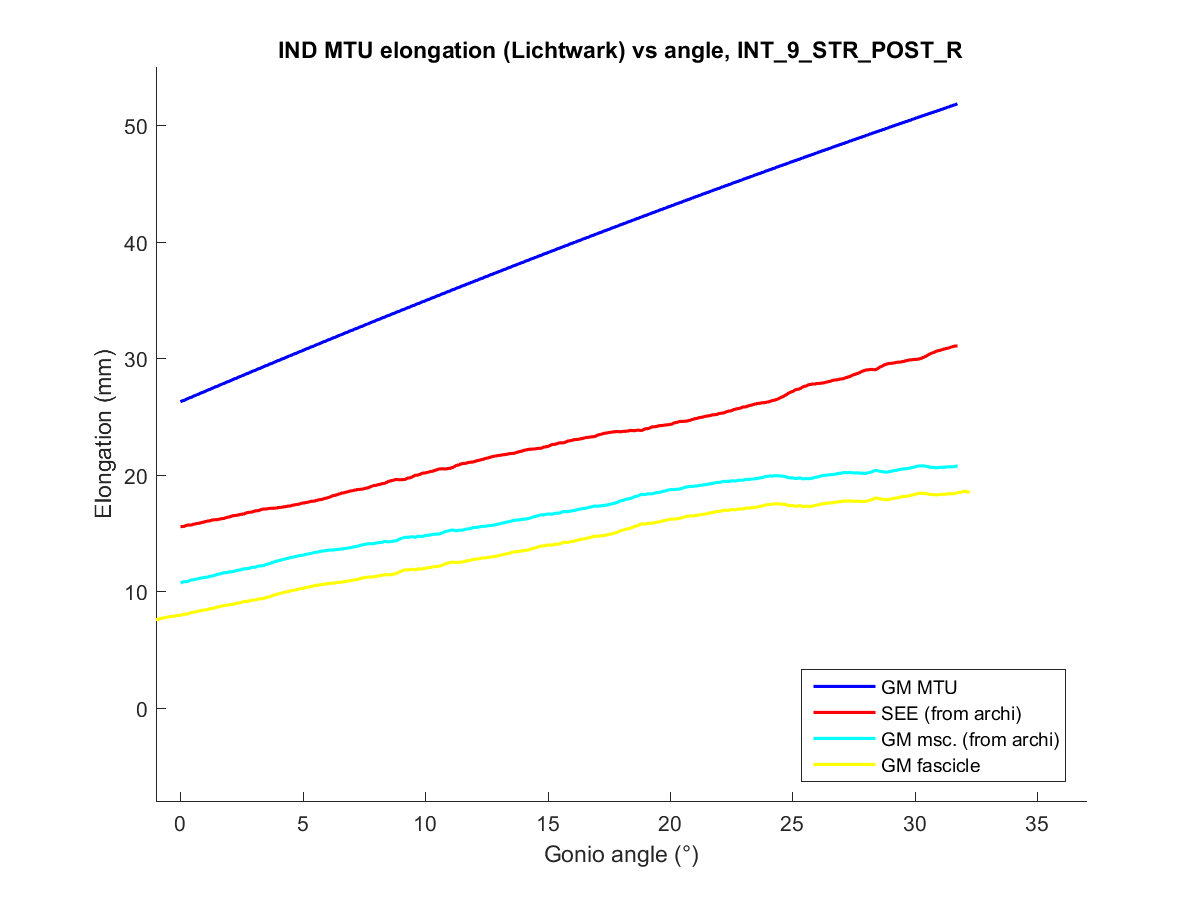 IND MTU elongation (Lichtwark) vs angle, INT_9_STR_POST_R
50
40
30
20
10
0
Elongation (mm)
0 5 10 15 20 25 30 35
Gonio angle (°)
GM MTU
SEE (from archi)
GM msc. (from archi)
GM fascicle